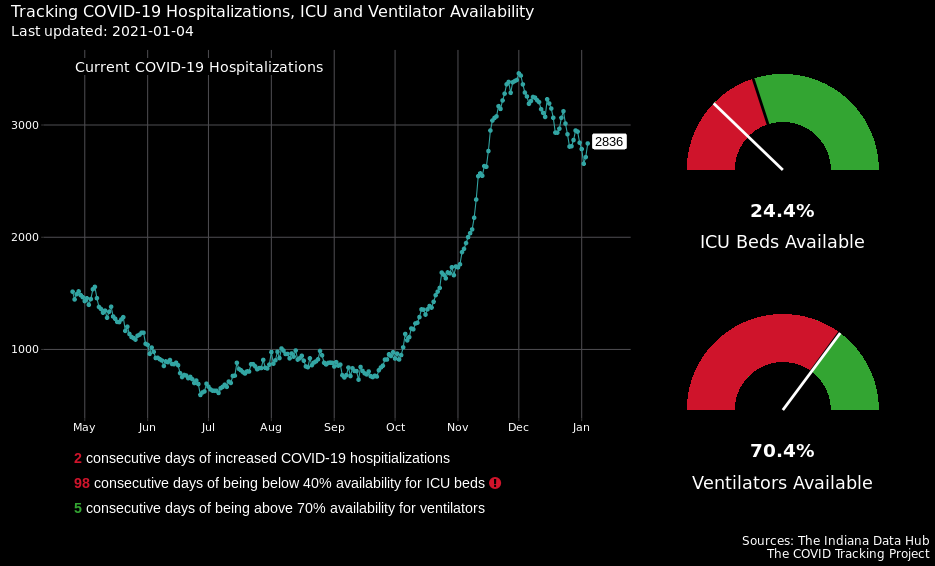 Tracking COVID-19 Hospitalizations, ICU and Ventilator Availability
Last updated: 2021-01-04
Current COVID-19 Hospitalizations
3000
2000
1000
2836
May Jun Jul Aug Sep Oct Nov Dec Jan
24.4%
ICU Beds Available
70.4%
Ventilators Available
2 consecutive days of increased COVID-19 hospitializations
98 consecutive days of being below 40% availability for ICU beds
5 consecutive days of being above 70% availability for ventilators
Sources: The Indiana Data Hub
The COVID Tracking Project